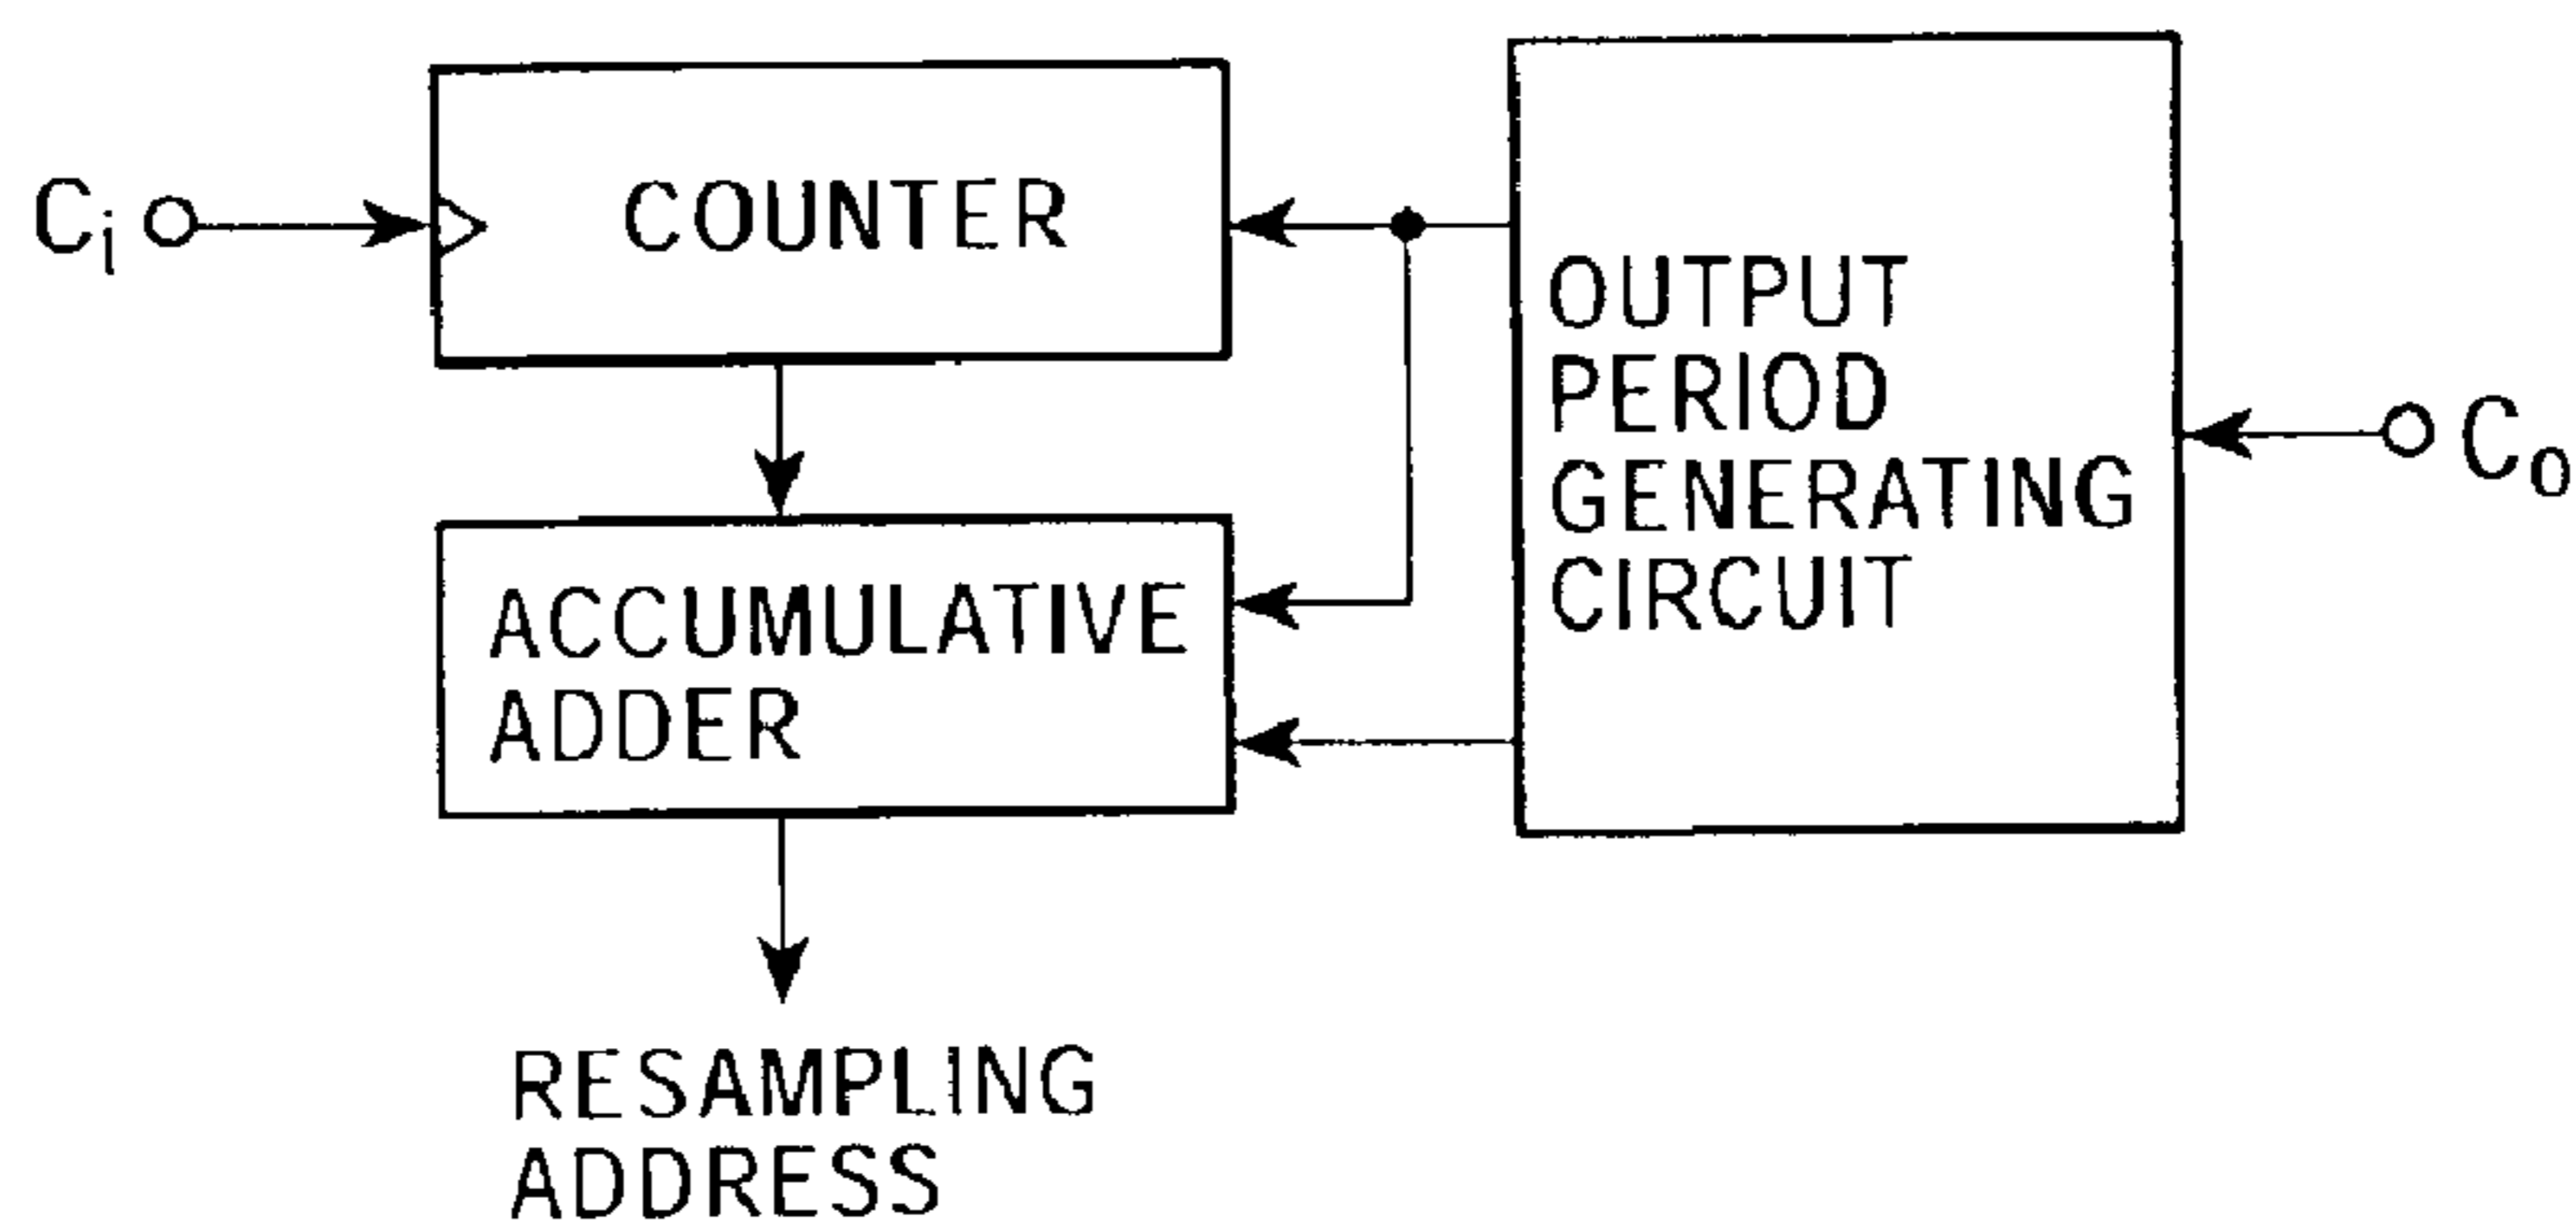 Ci
COUNTER
OUTPUT
PERIOD
GENERATING
CIRCUIT
Co
ACCUMULATIVE
ADDER
RESAMPLING
ADDRESS